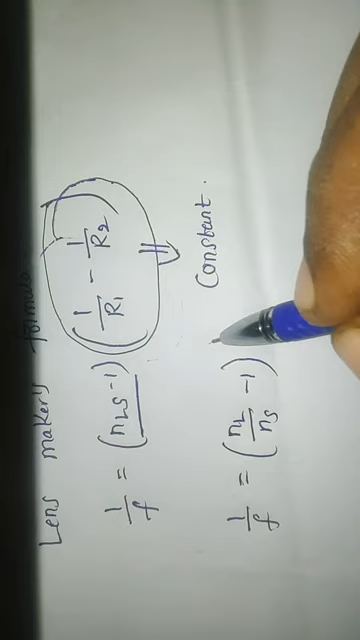 Lens maker's formula
1/f = (nLS - 1) (1/R1 - 1/R2)
Constant.
1/f = (nL/nS - 1)